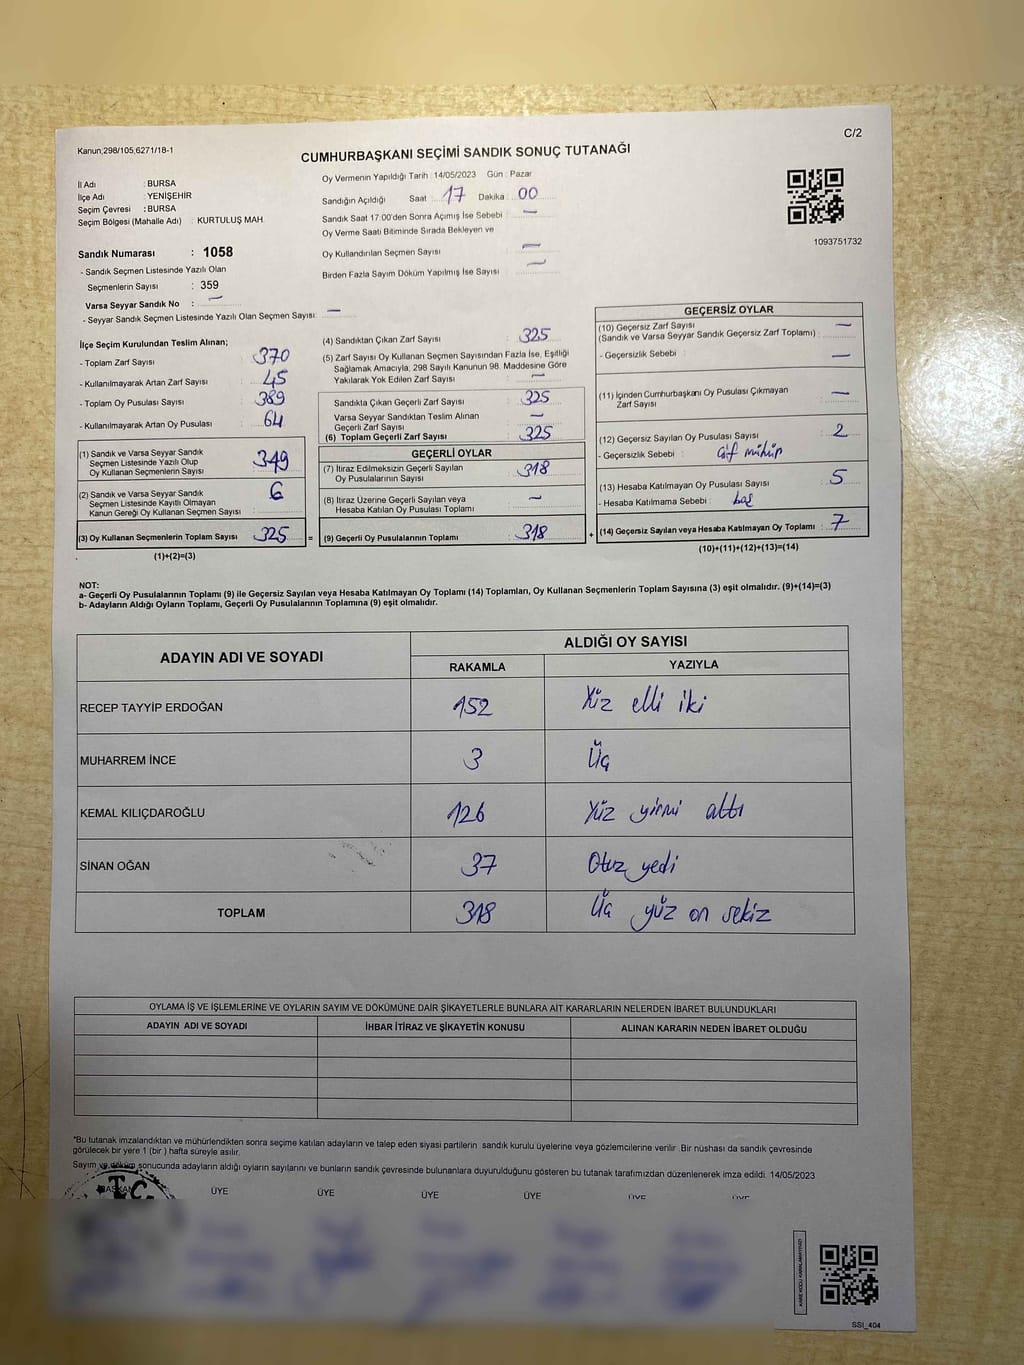 Kanun,298/105,6271/18-1
C/2
CUMHURBAŞKANI SEÇİMİ SANDIK SONUÇ TUTANAĞI
İl Adı : BURSA
İlçe Adı : YENİŞEHİR
Seçim Çevresi : BURSA
Seçim Bölgesi (Mahalle Adı) : KURTULUŞ MAH.
Sandık Numarası : 1058
- Sandık Seçmen Listesinde Yazılı Olan
Seçmenlerin Sayısı : 359
Varsa Seyyar Sandık No : —
- Seyyar Sandık Seçmen Listesinde Yazılı Olan Seçmen Sayısı: —
Oy Vermenin Yapıldığı Tarih : 14/05/2023 Gün : Pazar
Sandığın Açıldığı Saat : 17 Dakika : 00
Sandık Saat 17:00'den Sonra Açımış İse Sebebi : —
Oy Verme Saati Bitiminde Sırada Bekleyen ve
Oy Kullandırılan Seçmen Sayısı —
Birden Fazla Sayım Döküm Yapılmış İse Sayısı —
1093751732
İlçe Seçim Kurulundan Teslim Alınan;
- Toplam Zarf Sayısı : 370
- Kullanılmayarak Artan Zarf Sayısı : 45
- Toplam Oy Pusulası Sayısı : 389
- Kullanılmayarak Artan Oy Pusulası : 64
(1) Sandık ve Varsa Seyyar Sandık
Seçmen Listesinde Yazılı Olup
Oy Kullanan Seçmenlerin Sayısı : 349
(2) Sandık ve Varsa Seyyar Sandık
Seçmen Listesinde Kayıtlı Olmayan
Kanun Gereği Oy Kullanan Seçmen Sayısı : 6
(3) Oy Kullanan Seçmenlerin Toplam Sayısı : 325
(1)+(2)=(3)
(4) Sandıktan Çıkan Zarf Sayısı : 325
(5) Zarf Sayısı Oy Kullanan Seçmen Sayısından Fazla İse, Eşitliği
Sağlamak Amacıyla, 298 Sayılı Kanunun 98. Maddesine Göre
Yakılarak Yok Edilen Zarf Sayısı : —
Sandıkta Çıkan Geçerli Zarf Sayısı : 325
Varsa Seyyar Sandıktan Teslim Alınan
Geçerli Zarf Sayısı : —
(6) Toplam Geçerli Zarf Sayısı : 325
GEÇERLİ OYLAR
(7) İtiraz Edilmeksizin Geçerli Sayılan
Oy Pusulalarının Sayısı : 318
(8) İtiraz Üzerine Geçerli Sayılan veya
Hesaba Katılan Oy Pusulası Toplamı : —
= (9) Geçerli Oy Pusulalarının Toplamı : 318
GEÇERSİZ OYLAR
(10) Geçersiz Zarf Sayısı : —
(Sandık ve Varsa Seyyar Sandık Geçersiz Zarf Toplamı)
- Geçersizlik Sebebi : —
(11) İçinden Cumhurbaşkanı Oy Pusulası Çıkmayan
Zarf Sayısı : —
(12) Geçersiz Sayılan Oy Pusulası Sayısı : 2
- Geçersizlik Sebebi : Çift mühür
(13) Hesaba Katılmayan Oy Pusulası Sayısı : 5
- Hesaba Katılmama Sebebi : boş
+ (14) Geçersiz Sayılan veya Hesaba Katılmayan Oy Toplamı : 7
(10)+(11)+(12)+(13)=(14)
NOT:
a- Geçerli Oy Pusulalarının Toplamı (9) ile Geçersiz Sayılan veya Hesaba Katılmayan Oy Toplamı (14) Toplamları, Oy Kullanan Seçmenlerin Toplam Sayısına (3) eşit olmalıdır. (9)+(14)=(3)
b- Adayların Aldığı Oyların Toplamı, Geçerli Oy Pusulalarının Toplamına (9) eşit olmalıdır.
ADAYIN ADI VE SOYADI ALDIĞI OY SAYISI
RAKAMLA YAZIYLA
RECEP TAYYİP ERDOĞAN 152 Yüz elli iki
MUHARREM İNCE 3 Üç
KEMAL KILIÇDAROĞLU 126 Yüz yirmi altı
SİNAN OĞAN 37 Otuz yedi
TOPLAM 318 Üç yüz on sekiz
OYLAMA İŞ VE İŞLEMLERİNE VE OYLARIN SAYIM VE DÖKÜMÜNE DAİR ŞİKAYETLERLE BUNLARA AİT KARARLARIN NELERDEN İBARET BULUNDUKLARI
ADAYIN ADI VE SOYADI İHBAR İTİRAZ VE ŞİKAYETİN KONUSU ALINAN KARARIN NEDEN İBARET OLDUĞU
*Bu tutanak imzalandıktan ve mühürlendikten sonra seçime katılan adayların ve talep eden siyasi partilerin sandık kurulu üyelerine veya gözlemcilerine verilir. Bir nüshası da sandık çevresinde
görülecek bir yere 1 (bir ) hafta süreyle asılır.
Sayım ve döküm sonucunda adayların aldığı oyların sayılarını ve bunların sandık çevresinde bulunanlara duyurulduğunu gösteren bu tutanak tarafımızdan düzenlenerek imza edildi. 14/05/2023
BAŞKAN ÜYE ÜYE ÜYE ÜYE ÜYE ÜYE
T.C.
SSI_404